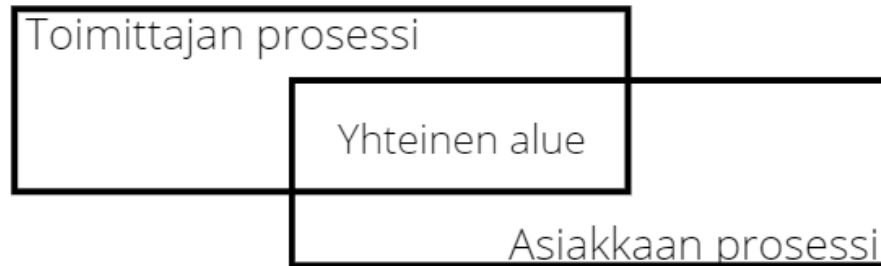 Toimittajan prosessi
Yhteinen alue
Asiakkaan prosessi